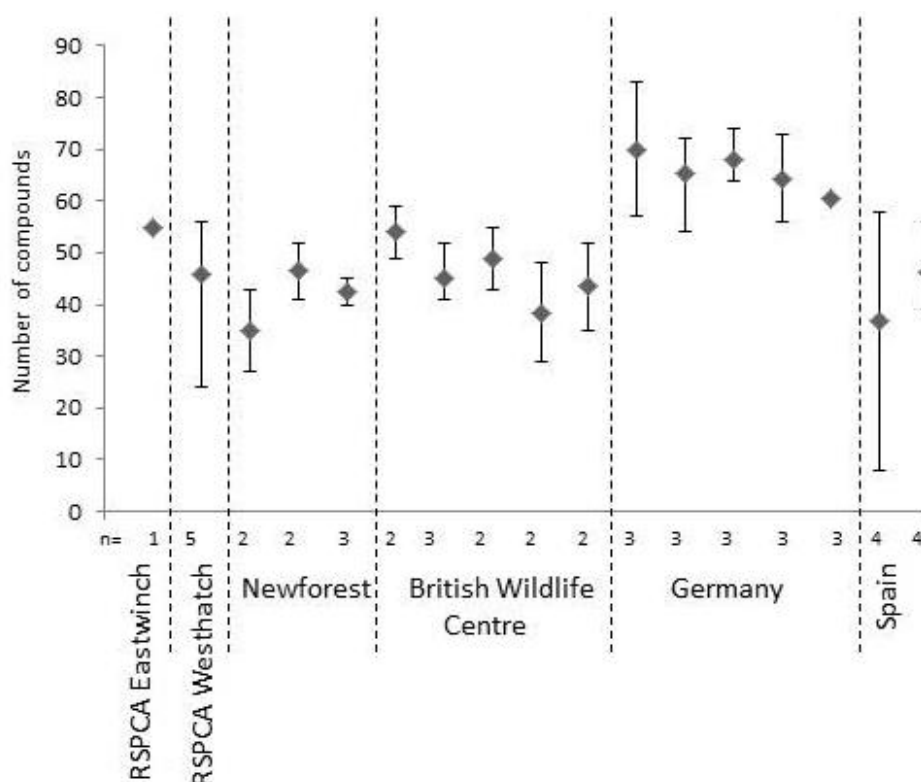 Number of compounds
90
80
70
60
50
40
30
20
10
0
n= 1 5 2 2 3 2 3 2 2 2 3 3 3 3 3 4 4
RSPCA Eastwinch
RSPCA Westhatch
Newforest
British Wildlife
Centre
Germany
Spain